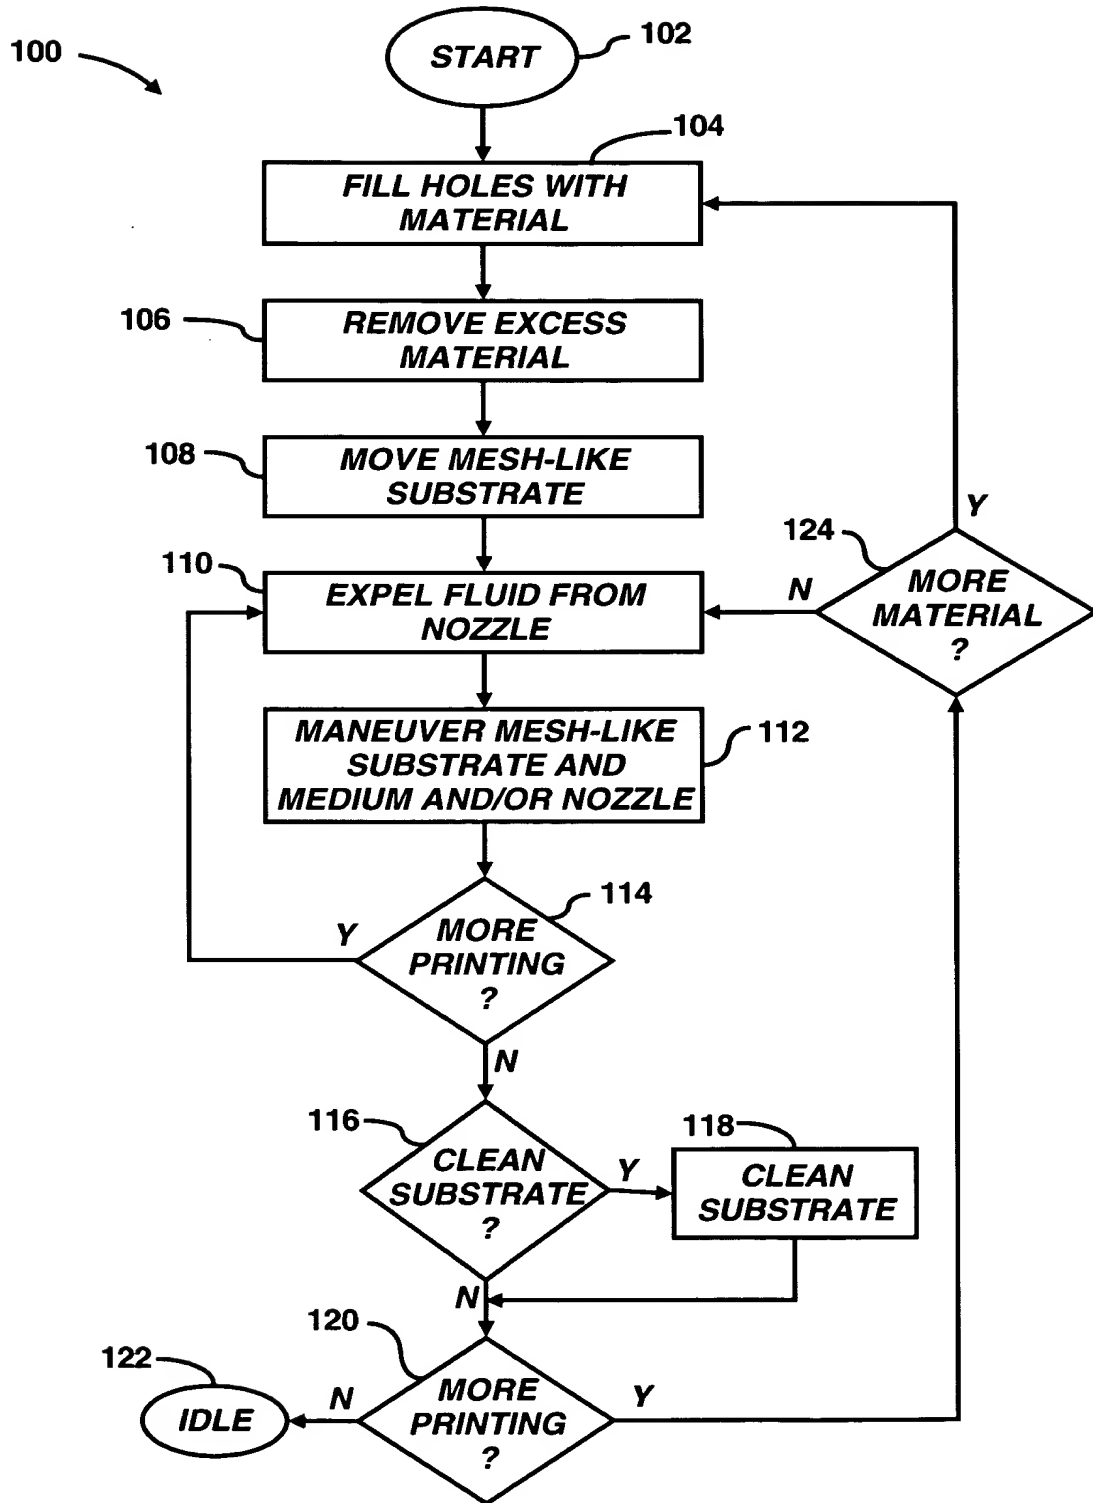 100
START
102
104
FILL HOLES WITH
MATERIAL
106
REMOVE EXCESS
MATERIAL
108
MOVE MESH-LIKE
SUBSTRATE
110
EXPEL FLUID FROM
NOZZLE
N
Y
124
MORE
MATERIAL
?
MANEUVER MESH-LIKE
SUBSTRATE AND
MEDIUM AND/OR NOZZLE
112
114
Y
MORE
PRINTING
?
N
116
CLEAN
SUBSTRATE
?
Y
118
CLEAN
SUBSTRATE
N
120
MORE
PRINTING
?
Y
N
122
IDLE